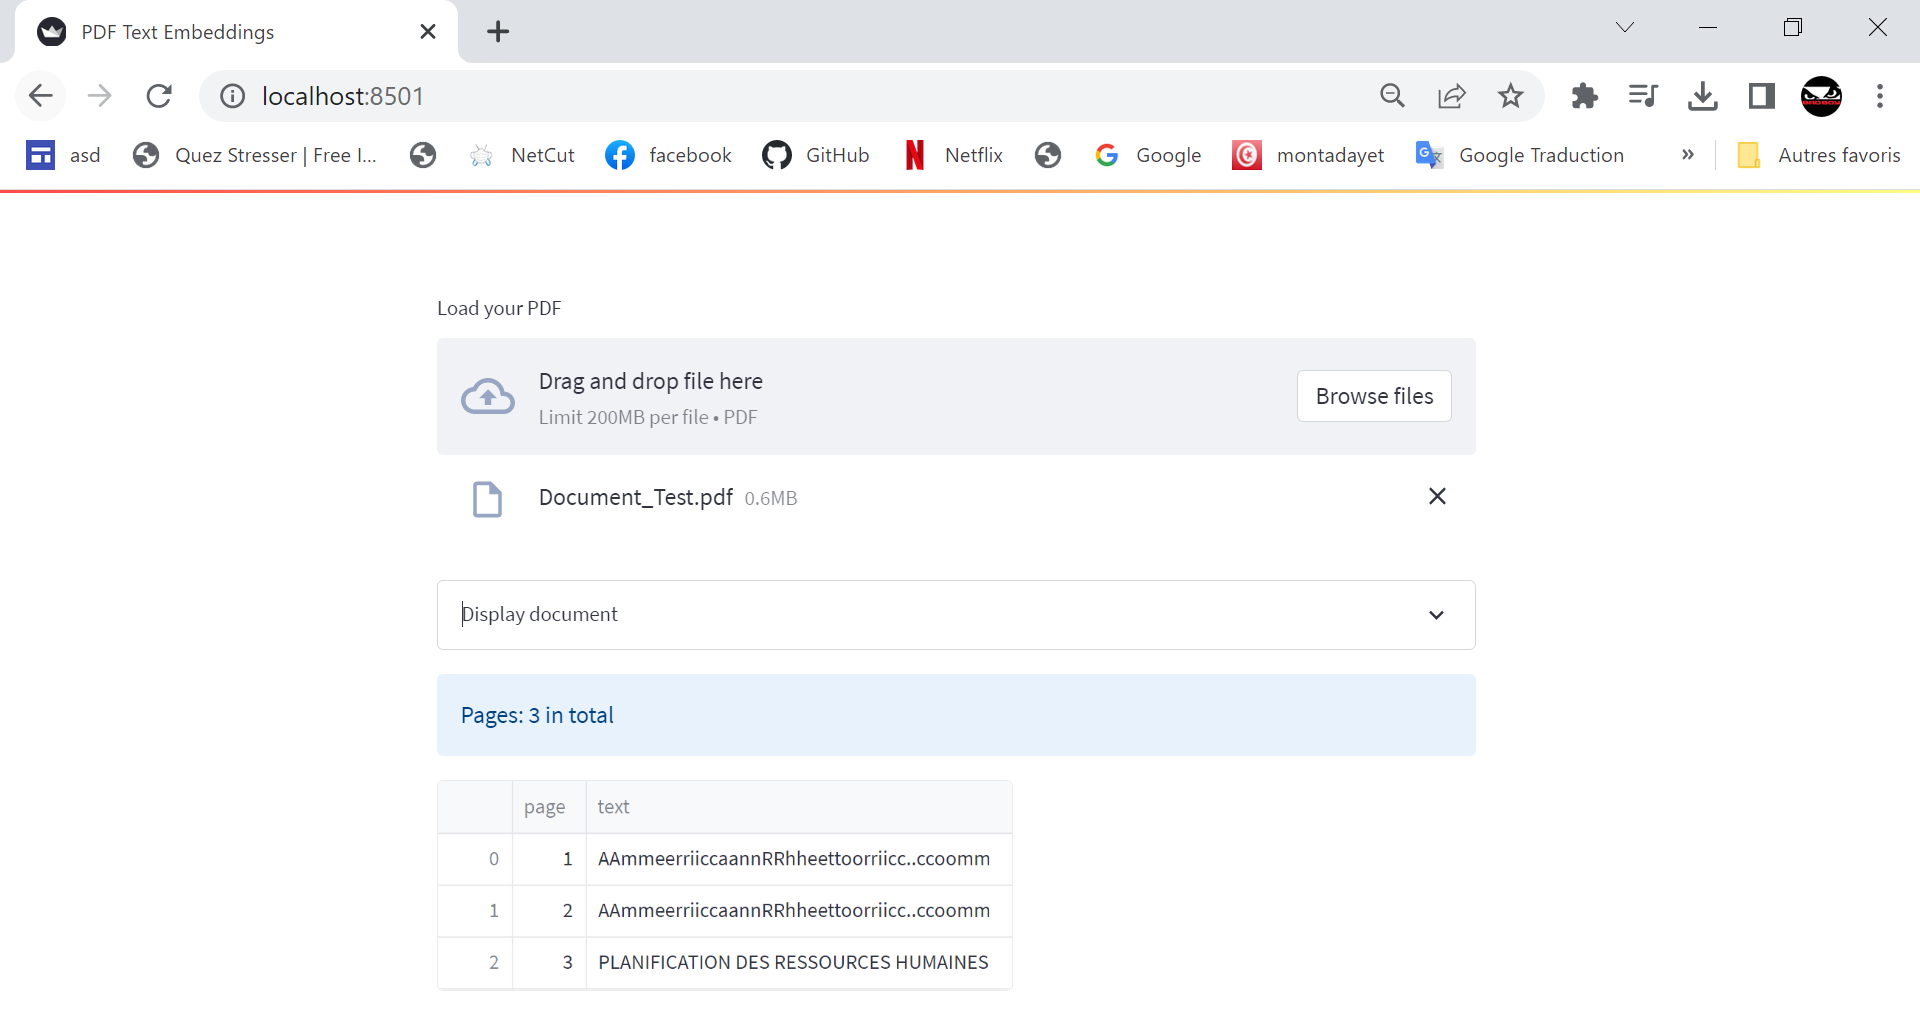 PDF Text Embeddings
localhost:8501
asd Quez Stresser | Free I... NetCut facebook GitHub Netflix Google montadayet Google Traduction » Autres favoris
Load your PDF
Drag and drop file here
Limit 200MB per file • PDF
Browse files
Document_Test.pdf 0.6MB
Display document
Pages: 3 in total
page text
0 1 AAmmeerriiccaannRRhheettoorriicc..ccoomm
1 2 AAmmeerriiccaannRRhheettoorriicc..ccoomm
2 3 PLANIFICATION DES RESSOURCES HUMAINES